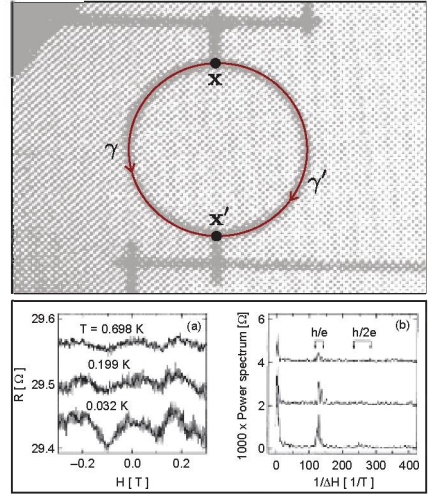 x
γ
γ′
x′
29.6
T = 0.698 K
(a)
0.199 K
29.5
0.032 K
29.4
R [ Ω ]
−0.2
0.0
0.2
H [ T ]
6
h/e
h/2e
(b)
4
2
0
1000 x Power spectrum [Ω]
0
100
200
300
400
1/ΔH [ 1/T ]